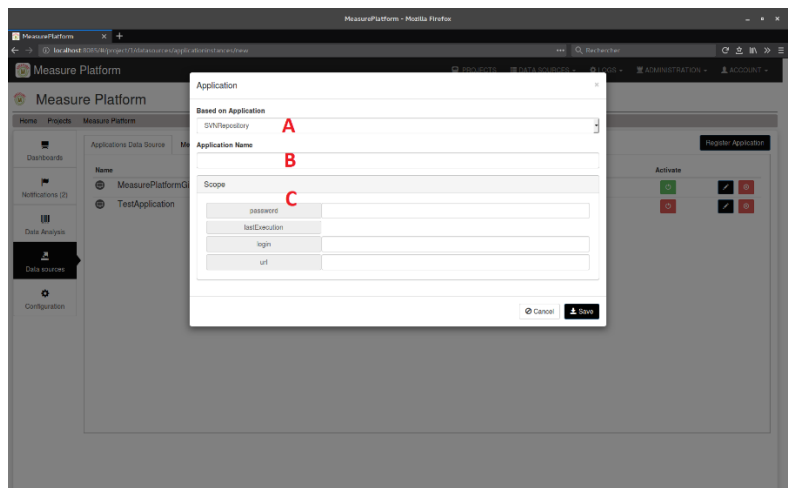 MeasurePlatform - Mozilla Firefox
MeasurePlatform × +
Rechercher
Measure Platform
PROJECTS DATA SOURCES LOGS ADMINISTRATION ACCOUNT
Measure Platform
Home Projects Measure Platform
Dashboards
Notifications (2)
Data Analysis
Data sources
Configuration
Applications Data Source Me
Register Application
Name Activate
MeasurePlatformGi
TestApplication
Application ×
Based on Application
SVNRepository A
Application Name
B
Scope
C
password
lastExecution
login
url
Cancel Save